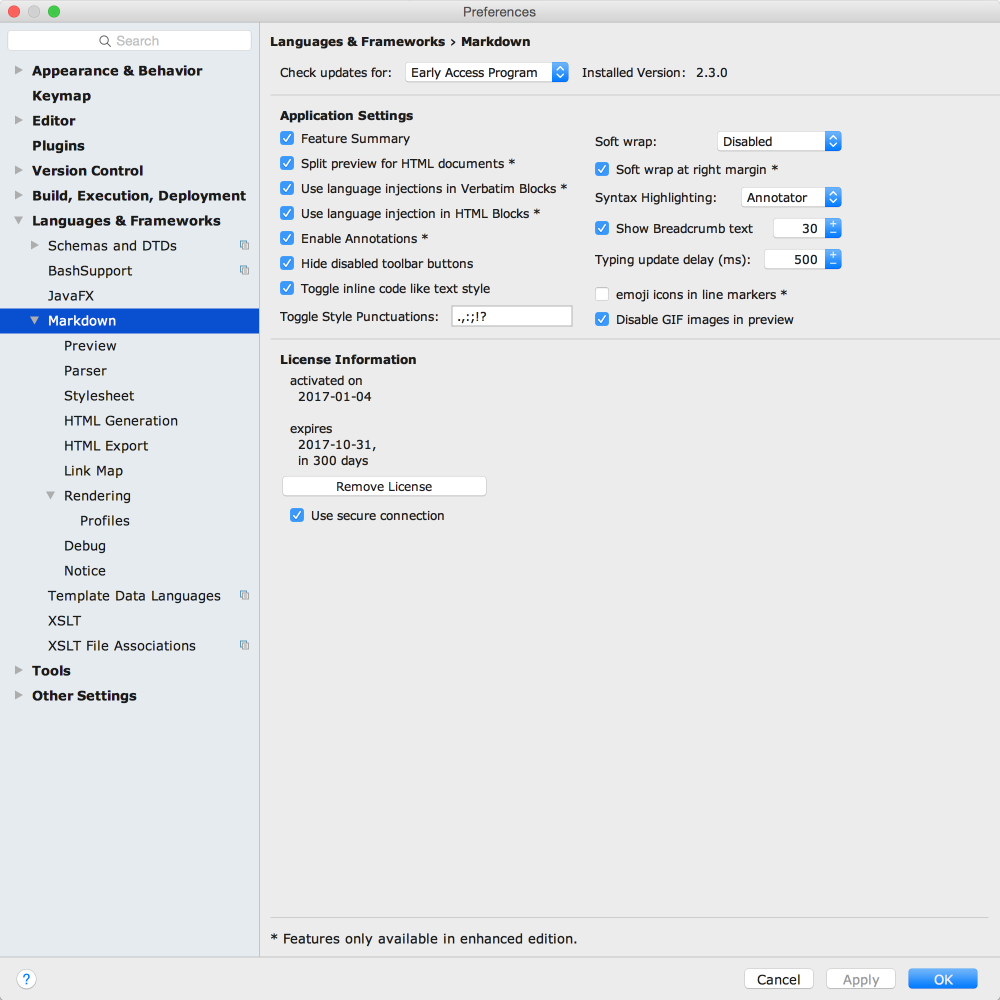 Preferences
Search
Appearance & Behavior
Keymap
Editor
Plugins
Version Control
Build, Execution, Deployment
Languages & Frameworks
Schemas and DTDs
BashSupport
JavaFX
Markdown
Preview
Parser
Stylesheet
HTML Generation
HTML Export
Link Map
Rendering
Profiles
Debug
Notice
Template Data Languages
XSLT
XSLT File Associations
Tools
Other Settings
Languages & Frameworks › Markdown
Check updates for: Early Access Program Installed Version: 2.3.0
Application Settings
Feature Summary
Split preview for HTML documents *
Use language injections in Verbatim Blocks *
Use language injection in HTML Blocks *
Enable Annotations *
Hide disabled toolbar buttons
Toggle inline code like text style
Toggle Style Punctuations: .,:;!?
Soft wrap: Disabled
Soft wrap at right margin *
Syntax Highlighting: Annotator
Show Breadcrumb text 30
Typing update delay (ms): 500
emoji icons in line markers *
Disable GIF images in preview
License Information
activated on
2017-01-04
expires
2017-10-31,
in 300 days
Remove License
Use secure connection
* Features only available in enhanced edition.
?
Cancel Apply OK